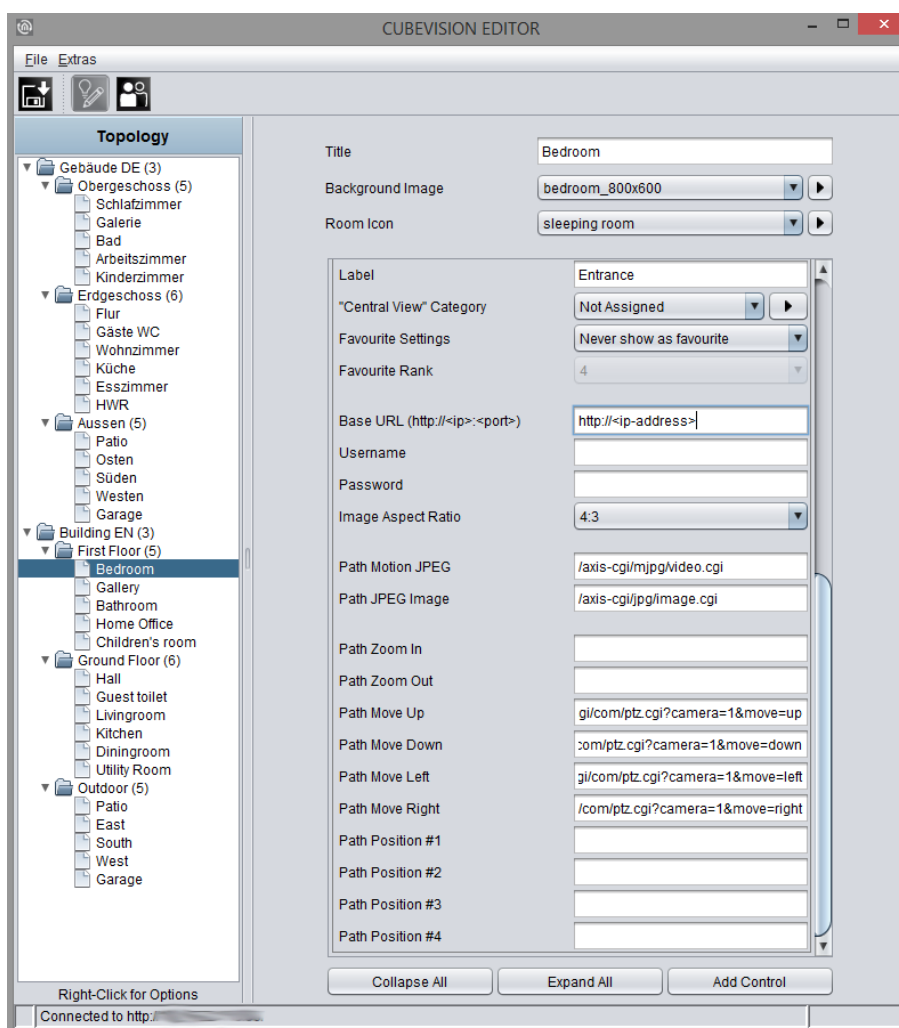 CUBEVISION EDITOR
File Extras
Topology
Gebäude DE (3)
Obergeschoss (5)
Schlafzimmer
Galerie
Bad
Arbeitszimmer
Kinderzimmer
Erdgeschoss (6)
Flur
Gäste WC
Wohnzimmer
Küche
Esszimmer
HWR
Aussen (5)
Patio
Osten
Süden
Westen
Garage
Building EN (3)
First Floor (5)
Bedroom
Gallery
Bathroom
Home Office
Children's room
Ground Floor (6)
Hall
Guest toilet
Livingroom
Kitchen
Diningroom
Utility Room
Outdoor (5)
Patio
East
South
West
Garage
Right-Click for Options
Title Bedroom
Background Image bedroom_800x600
Room Icon sleeping room
Label Entrance
"Central View" Category Not Assigned
Favourite Settings Never show as favourite
Favourite Rank 4
Base URL (http://<ip>:<port>) http://<ip-address>
Username
Password
Image Aspect Ratio 4:3
Path Motion JPEG /axis-cgi/mjpg/video.cgi
Path JPEG Image /axis-cgi/jpg/image.cgi
Path Zoom In
Path Zoom Out
Path Move Up gi/com/ptz.cgi?camera=1&move=up
Path Move Down :om/ptz.cgi?camera=1&move=down
Path Move Left gi/com/ptz.cgi?camera=1&move=left
Path Move Right /com/ptz.cgi?camera=1&move=right
Path Position #1
Path Position #2
Path Position #3
Path Position #4
Collapse All Expand All Add Control
Connected to http:/